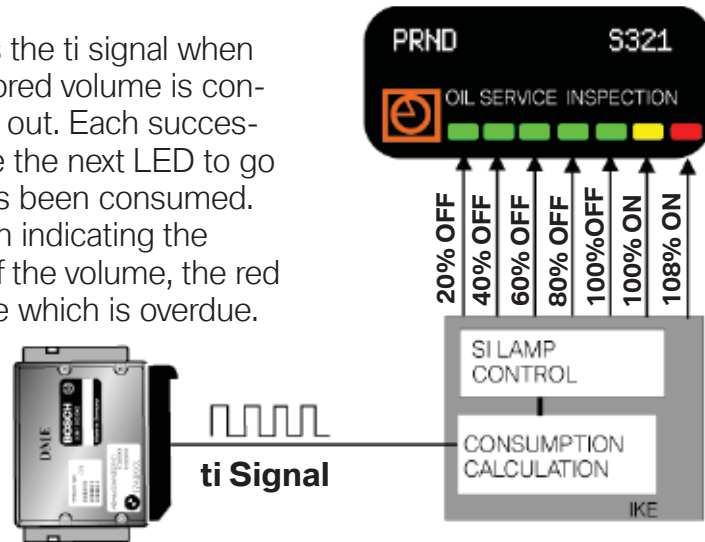 s the ti signal when
ored volume is con-
out. Each succes-
e the next LED to go
s been consumed.
n indicating the
f the volume, the red
e which is overdue.
PRND S321
OIL SERVICE INSPECTION
20% OFF
40% OFF
60% OFF
80% OFF
100%OFF
100% ON
108% ON
SI LAMP
CONTROL
CONSUMPTION
CALCULATION
IKE
ti Signal
DME
BOSCH